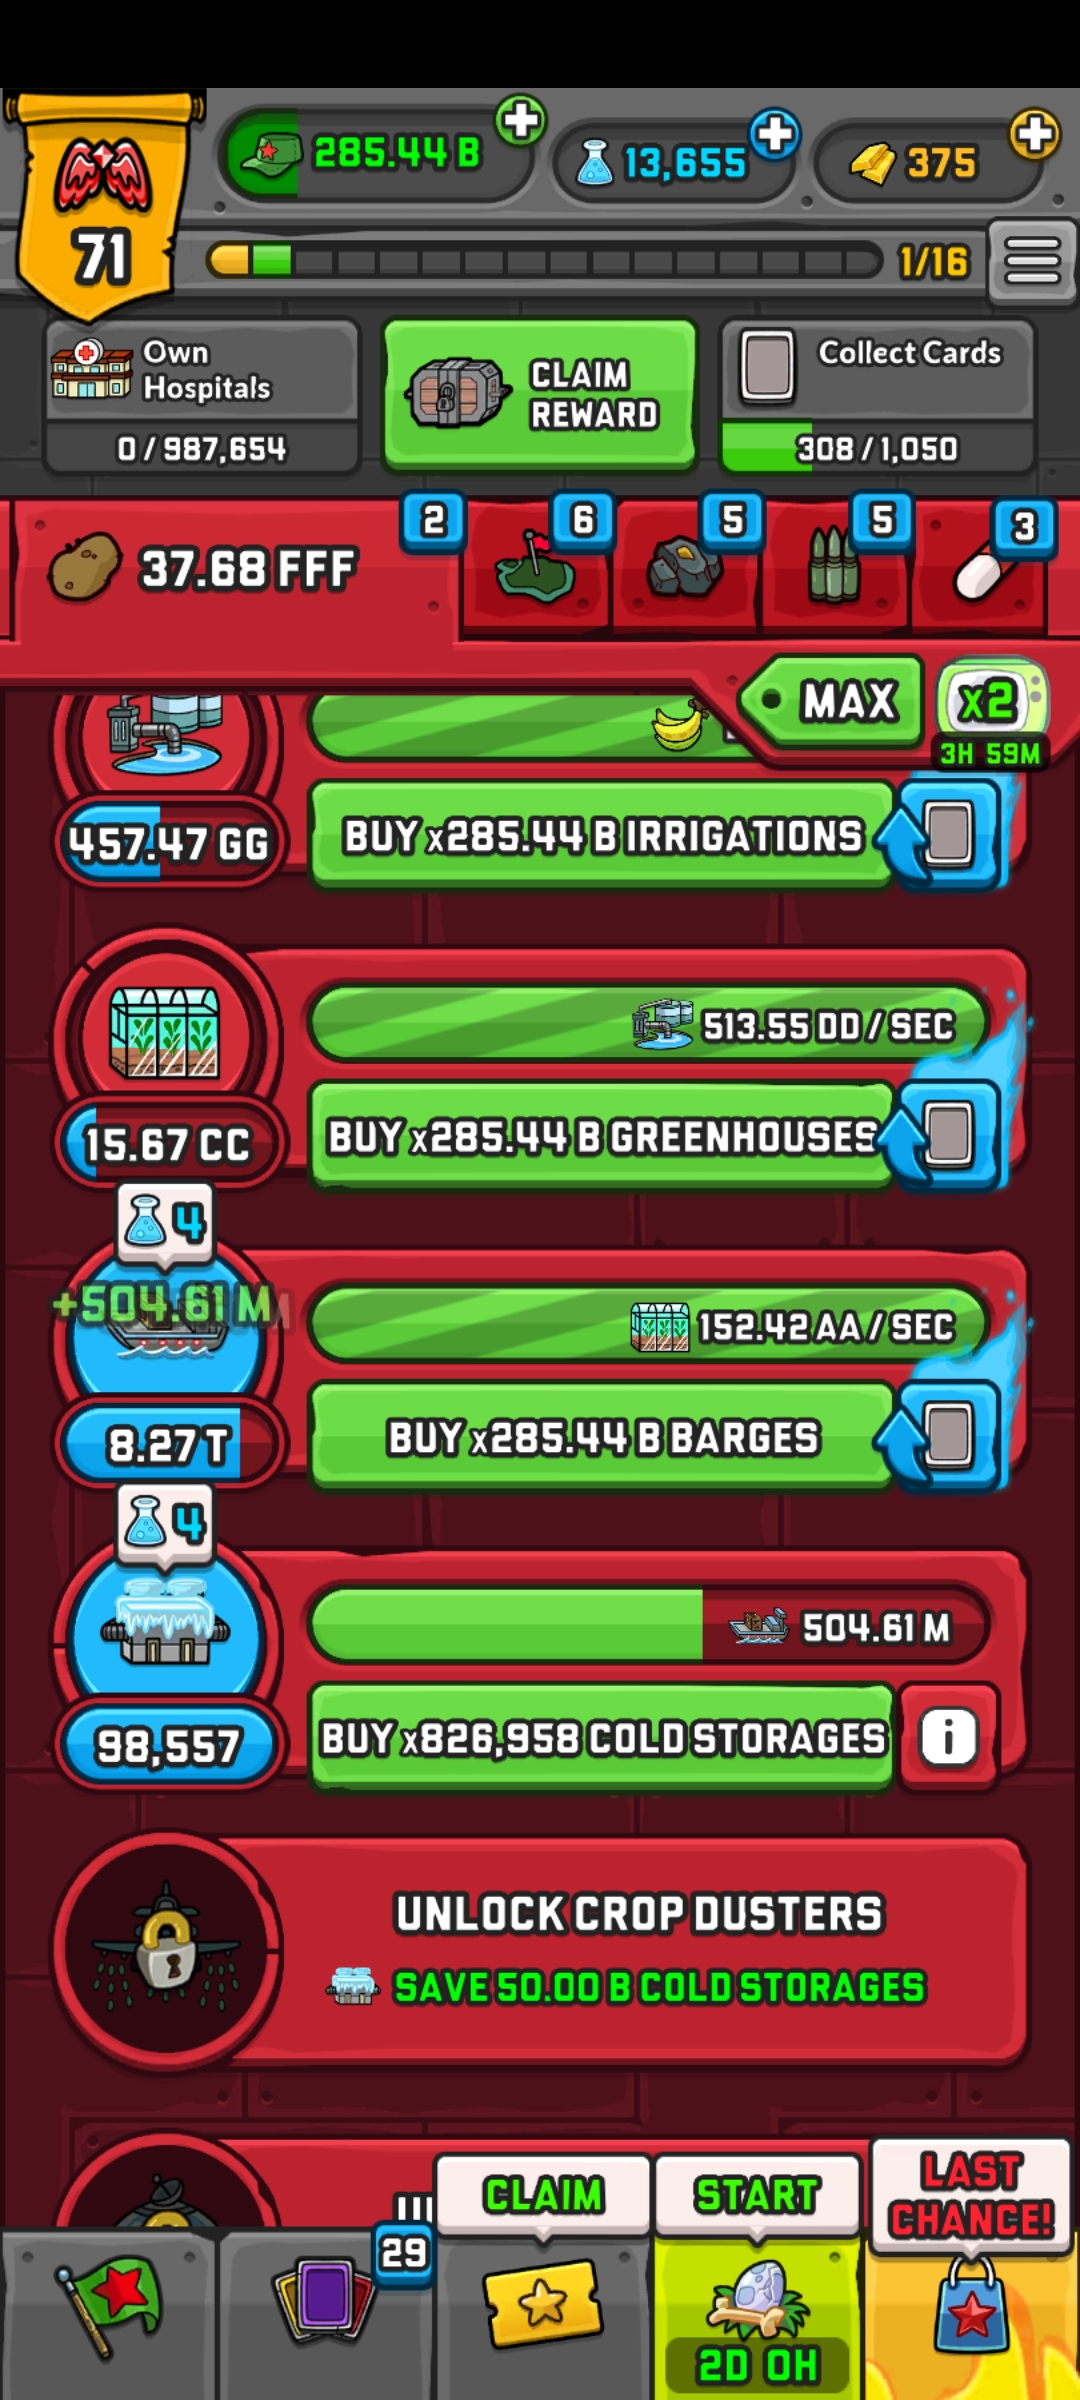 285.44 B
13,655
375
71
1/16
Own
Hospitals
0 / 987,654
CLAIM
REWARD
Collect Cards
308 / 1,050
37.68 FFF
2
6
5
5
3
MAX
x2
3H 59M
457.47 GG
BUY x285.44 B IRRIGATIONS
513.55 DD / SEC
15.67 CC
BUY x285.44 B GREENHOUSES
4
+504.61 M
152.42 AA / SEC
8.27 T
BUY x285.44 B BARGES
4
504.61 M
98,557
BUY x826,958 COLD STORAGES
i
UNLOCK CROP DUSTERS
SAVE 50.00 B COLD STORAGES
CLAIM
START
LAST
CHANCE!
29
2D 0H